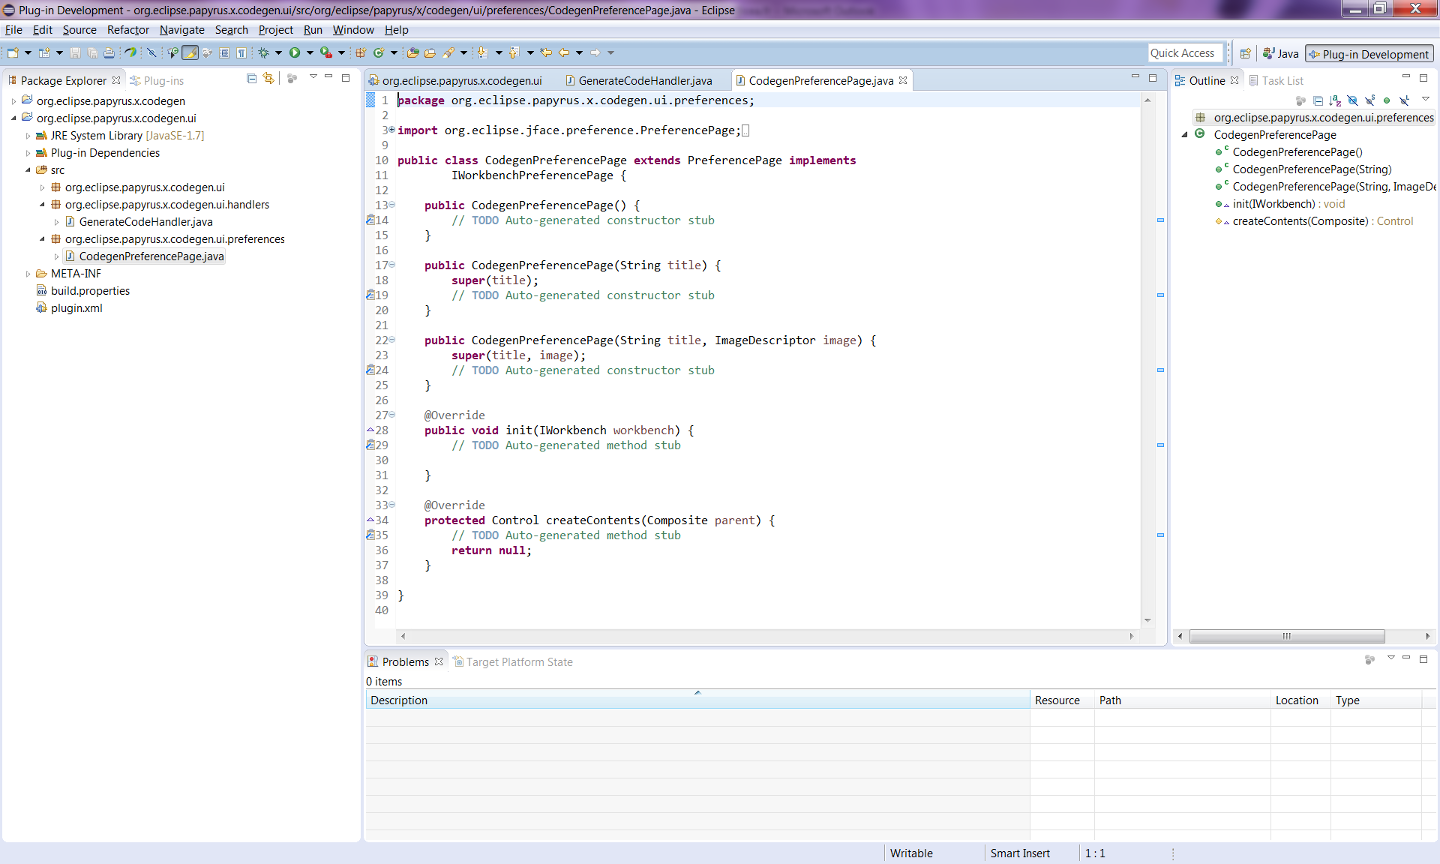 Plug-in Development - org.eclipse.papyrus.x.codegen.ui/src/org/eclipse/papyrus/x/codegen/ui/preferences/CodegenPreferencePage.java - Eclipse
File Edit Source Refactor Navigate Search Project Run Window Help
Quick Access Java Plug-in Development
Package Explorer Plug-ins
org.eclipse.papyrus.x.codegen
org.eclipse.papyrus.x.codegen.ui
JRE System Library [JavaSE-1.7]
Plug-in Dependencies
src
org.eclipse.papyrus.x.codegen.ui
org.eclipse.papyrus.x.codegen.ui.handlers
GenerateCodeHandler.java
org.eclipse.papyrus.x.codegen.ui.preferences
CodegenPreferencePage.java
META-INF
build.properties
plugin.xml
org.eclipse.papyrus.x.codegen.ui GenerateCodeHandler.java CodegenPreferencePage.java
1 package org.eclipse.papyrus.x.codegen.ui.preferences;
2
3 import org.eclipse.jface.preference.PreferencePage;
9
10 public class CodegenPreferencePage extends PreferencePage implements
11 IWorkbenchPreferencePage {
12
13 public CodegenPreferencePage() {
14 // TODO Auto-generated constructor stub
15 }
16
17 public CodegenPreferencePage(String title) {
18 super(title);
19 // TODO Auto-generated constructor stub
20 }
21
22 public CodegenPreferencePage(String title, ImageDescriptor image) {
23 super(title, image);
24 // TODO Auto-generated constructor stub
25 }
26
27 @Override
28 public void init(IWorkbench workbench) {
29 // TODO Auto-generated method stub
30
31 }
32
33 @Override
34 protected Control createContents(Composite parent) {
35 // TODO Auto-generated method stub
36 return null;
37 }
38
39 }
40
Outline Task List
org.eclipse.papyrus.x.codegen.ui.preferences
CodegenPreferencePage
CodegenPreferencePage()
CodegenPreferencePage(String)
CodegenPreferencePage(String, ImageDe
init(IWorkbench) : void
createContents(Composite) : Control
Problems Target Platform State
0 items
Description Resource Path Location Type
Writable Smart Insert 1 : 1